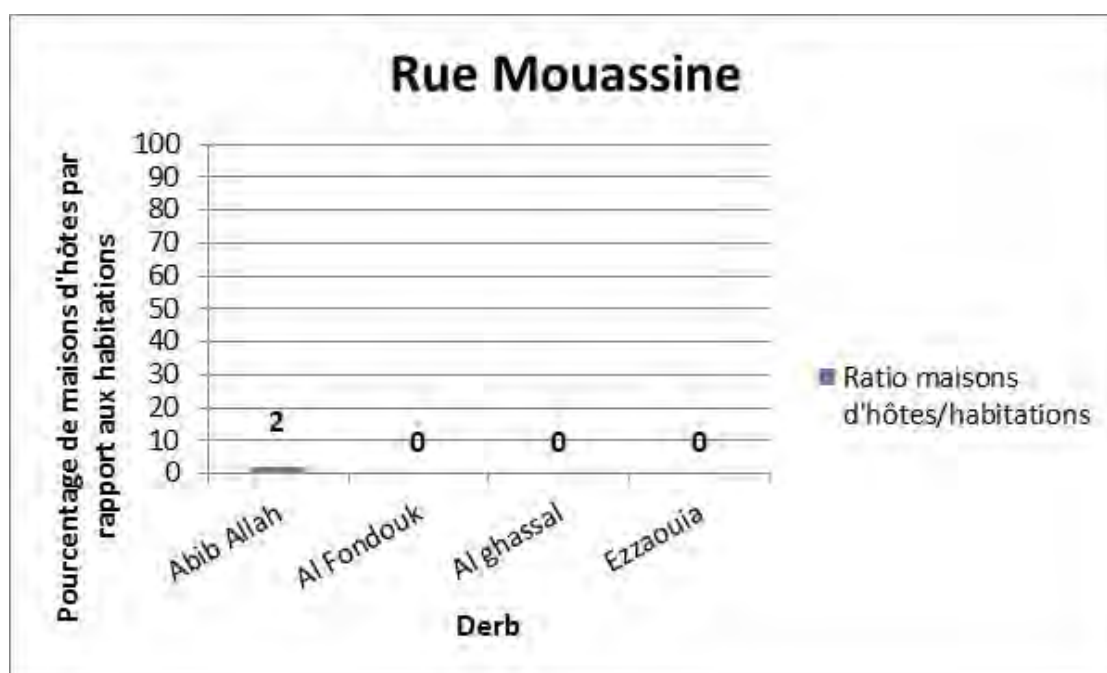 Rue Mouassine
Pourcentage de maisons d'hôtes par
rapport aux habitations
100
90
80
70
60
50
40
30
20
10
0
2
0
0
0
Abib Allah
Al Fondouk
Al ghassal
Ezzaouia
Derb
Ratio maisons
d'hôtes/habitations